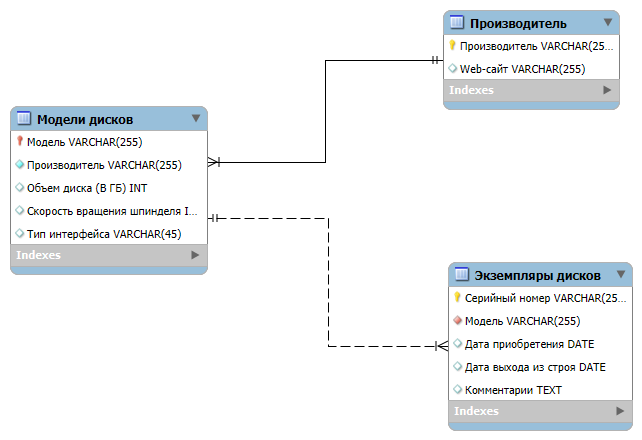 Производитель
Производитель VARCHAR(25...
Web-сайт VARCHAR(255)
Indexes
Модели дисков
Модель VARCHAR(255)
Производитель VARCHAR(255)
Объем диска (В ГБ) INT
Скорость вращения шпинделя I...
Тип интерфейса VARCHAR(45)
Indexes
Экземпляры дисков
Серийный номер VARCHAR(25...
Модель VARCHAR(255)
Дата приобретения DATE
Дата выхода из строя DATE
Комментарии TEXT
Indexes